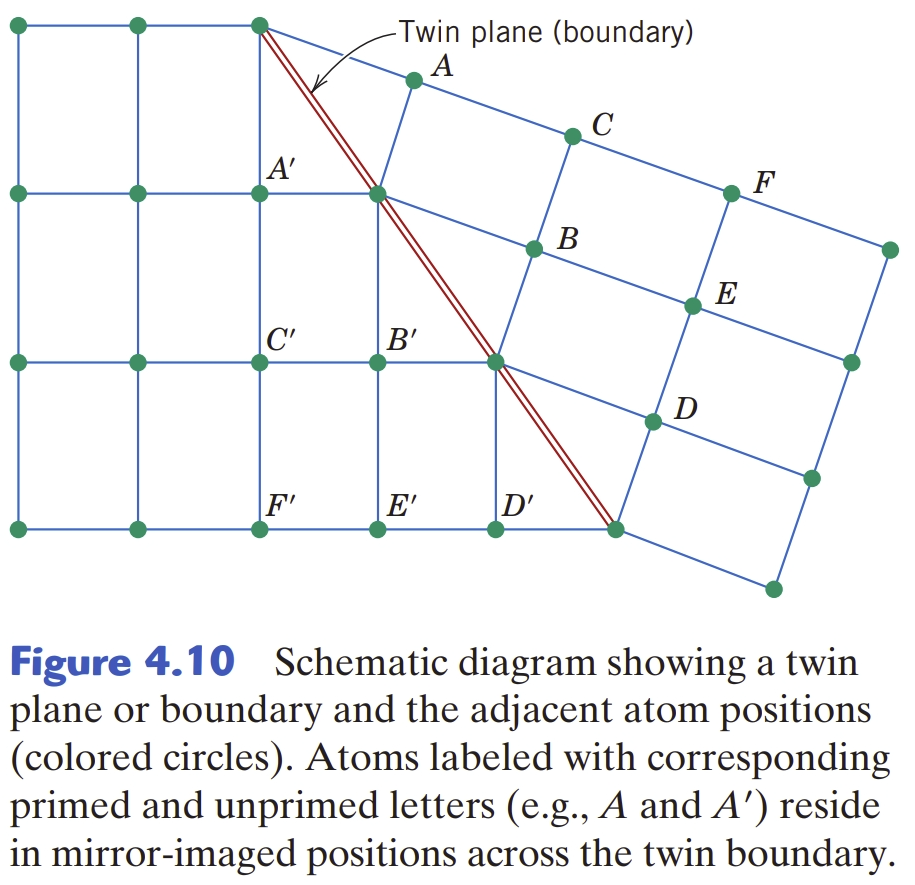 Twin plane (boundary)
A
C
A′
F
B
E
C′
B′
D
F′
E′
D′
Figure 4.10 Schematic diagram showing a twin
plane or boundary and the adjacent atom positions
(colored circles). Atoms labeled with corresponding
primed and unprimed letters (e.g., A and A′) reside
in mirror-imaged positions across the twin boundary.